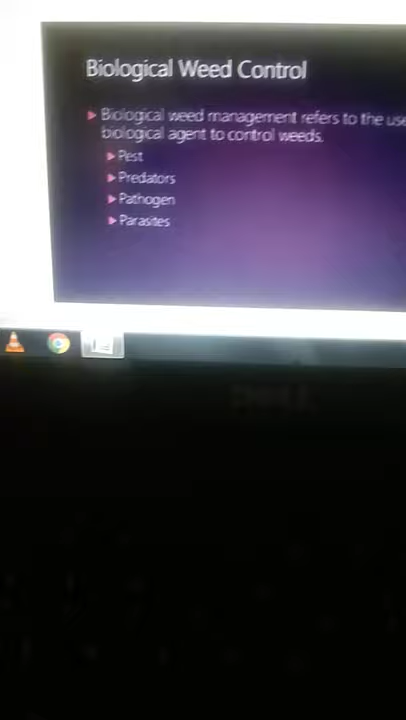 Biological Weed Control
Biological weed management refers to the use
biological agent to control weeds.
Pest
Predators
Pathogen
Parasites
DELL